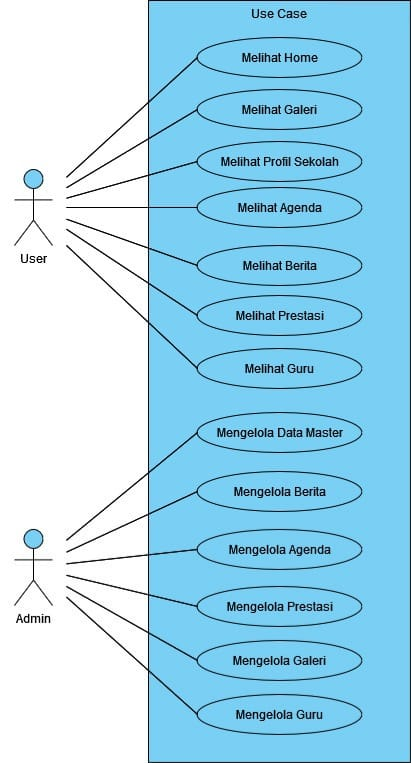 Use Case
Melihat Home
Melihat Galeri
Melihat Profil Sekolah
Melihat Agenda
Melihat Berita
Melihat Prestasi
Melihat Guru
User
Mengelola Data Master
Mengelola Berita
Mengelola Agenda
Mengelola Prestasi
Mengelola Galeri
Mengelola Guru
Admin